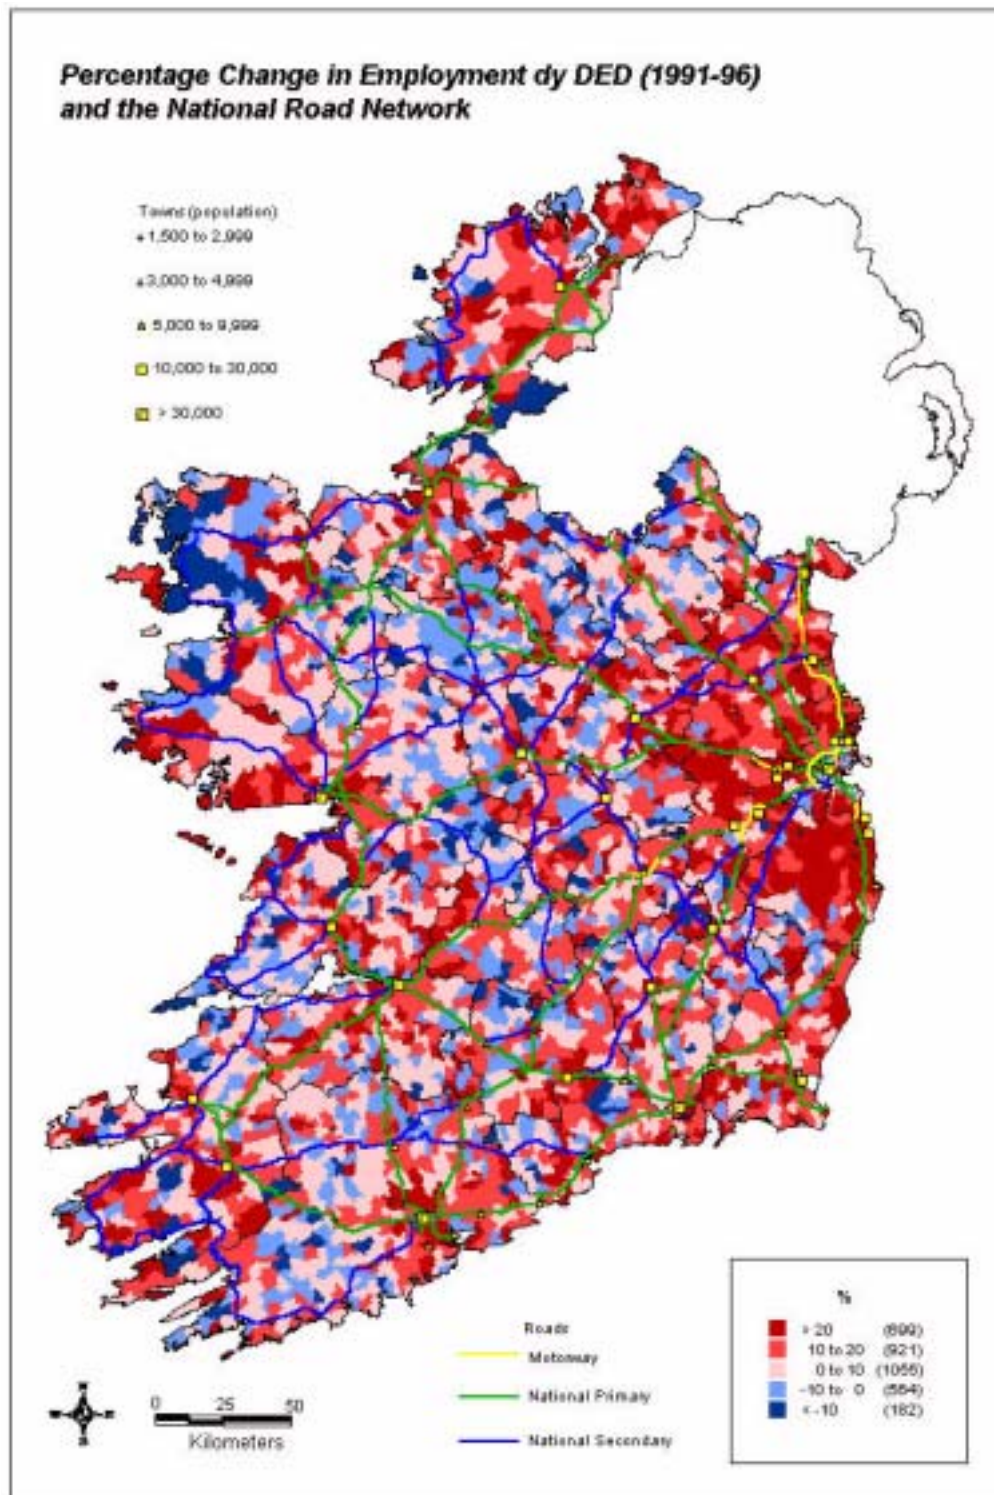 Percentage Change in Employment dy DED (1991-96)
and the National Road Network
Towns (population)
1,500 to 2,999
3,000 to 4,999
5,000 to 9,999
10,000 to 30,000
> 30,000
%
> 20 (699)
10 to 20 (921)
0 to 10 (1055)
-10 to 0 (564)
< -10 (182)
Roads
Motorway
National Primary
National Secondary
N
W E
S
0 25 50
Kilometers